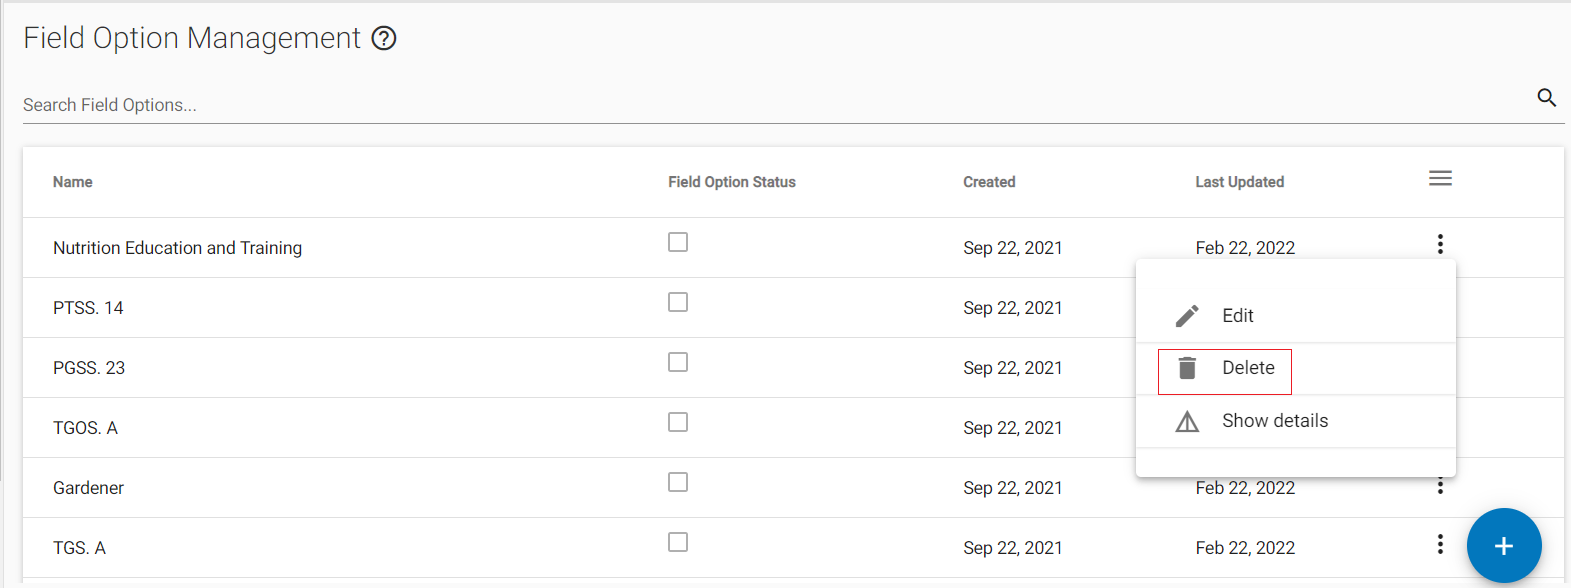 Field Option Management
Search Field Options...
Name Field Option Status Created Last Updated
Nutrition Education and Training Sep 22, 2021 Feb 22, 2022
PTSS. 14 Sep 22, 2021
Edit
PGSS. 23 Sep 22, 2021
Delete
TGOS. A Sep 22, 2021
Show details
Gardener Sep 22, 2021 Feb 22, 2022
TGS. A Sep 22, 2021 Feb 22, 2022